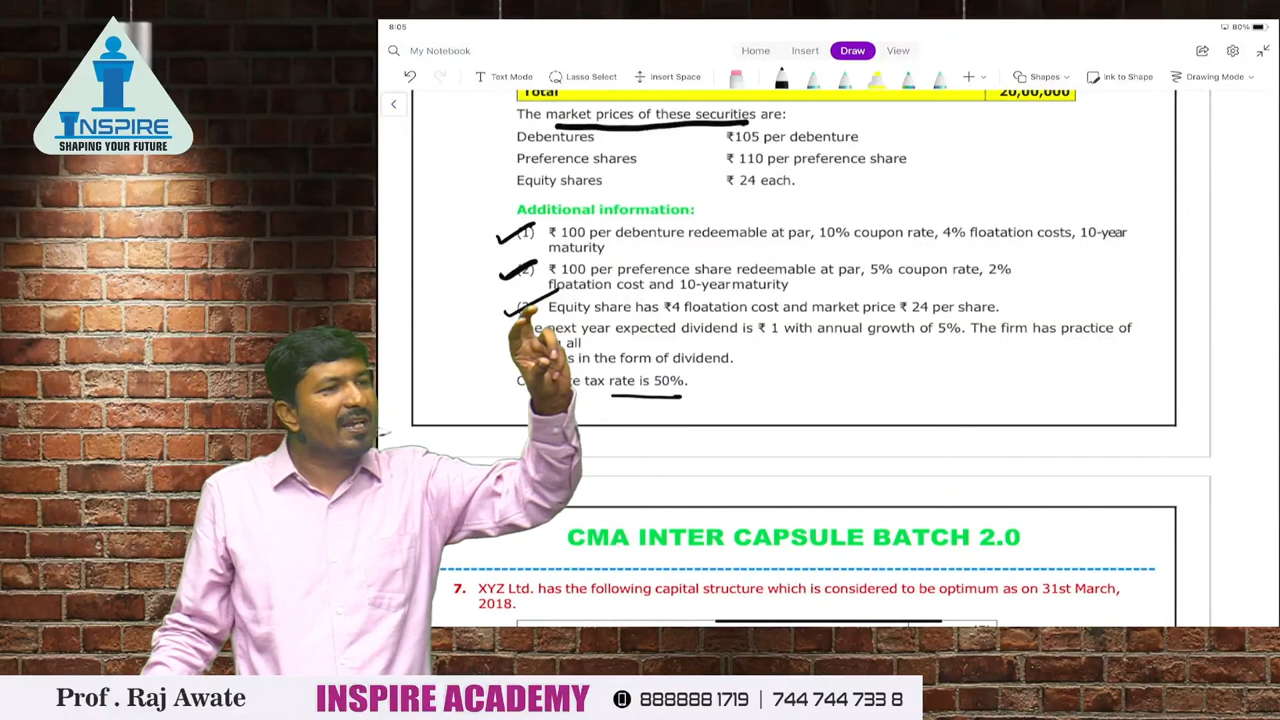 8:05
80%
My Notebook
Home Insert Draw View
Text Mode Lasso Select Insert Space Shapes Ink to Shape Drawing Mode
INSPIRE
SHAPING YOUR FUTURE
Total 20,00,000
The market prices of these securities are:
Debentures ₹105 per debenture
Preference shares ₹ 110 per preference share
Equity shares ₹ 24 each.
Additional information:
(1) ₹ 100 per debenture redeemable at par, 10% coupon rate, 4% floatation costs, 10-year
maturity
(2) ₹ 100 per preference share redeemable at par, 5% coupon rate, 2%
floatation cost and 10-yearmaturity
Equity share has ₹4 floatation cost and market price ₹ 24 per share.
next year expected dividend is ₹ 1 with annual growth of 5%. The firm has practice of
all
in the form of dividend.
tax rate is 50%.
CMA INTER CAPSULE BATCH 2.0
7. XYZ Ltd. has the following capital structure which is considered to be optimum as on 31st March,
2018.
Prof . Raj Awate INSPIRE ACADEMY 888888 1719 | 744 744 733 8